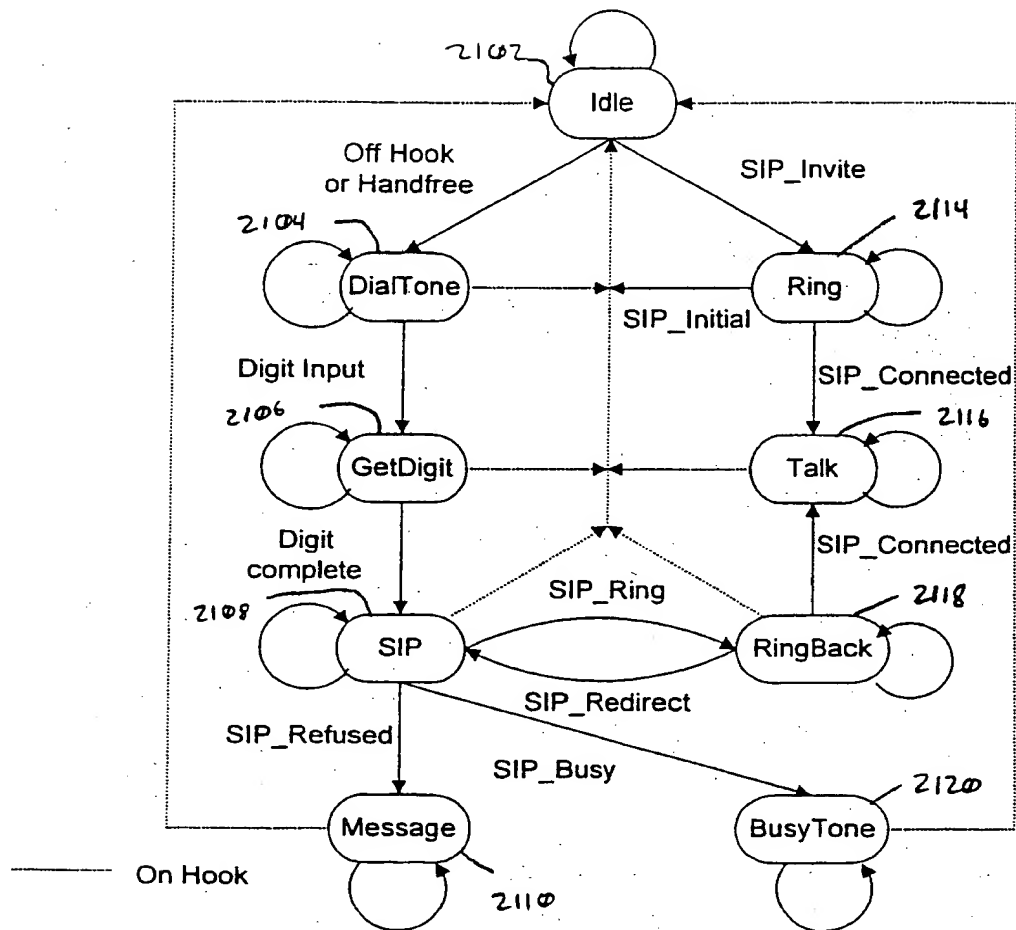 2102
Idle
Off Hook
or Handfree
SIP_Invite
2104
2114
DialTone
Ring
SIP_Initial
Digit Input
SIP_Connected
2106
2116
GetDigit
Talk
Digit
complete
SIP_Connected
SIP_Ring
2108
2118
SIP
RingBack
SIP_Redirect
SIP_Refused
SIP_Busy
2120
Message
BusyTone
On Hook
2110